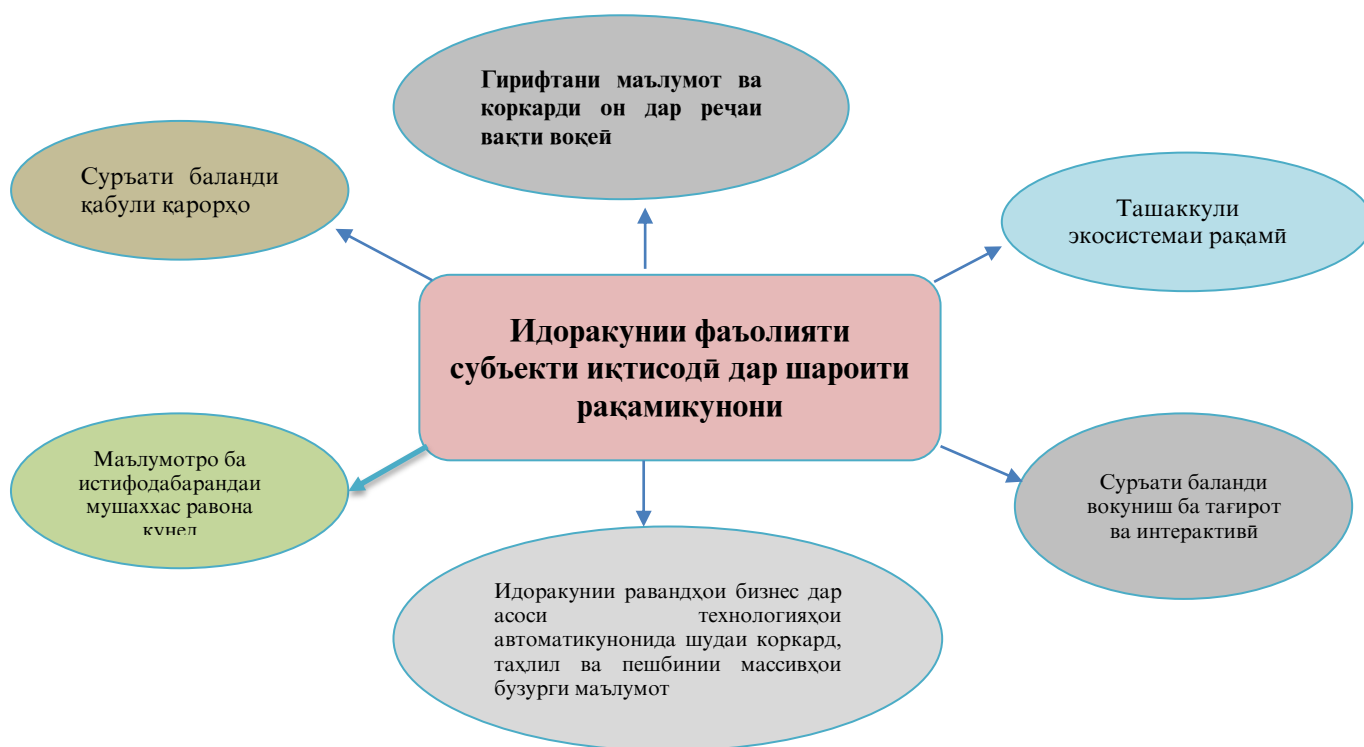 Гирифтани маълумот ва
коркарди он дар реҷаи
вақти воқеӣ
Суръати баланди
қабули қарорҳо
Ташаккули
экосистемаи рақамӣ
Идоракунии фаъолияти
субъекти иқтисодӣ дар шароити
рақамикунони
Маълумотро ба
истифодабарандаи
мушаххас равона
кунед
Суръати баланди
вокуниш ба тағирот
ва интерактивӣ
Идоракунии равандҳои бизнес дар
асоси технологияҳои
автоматикунонида шудаи коркард,
таҳлил ва пешбинии массивҳои
бузурги маълумот